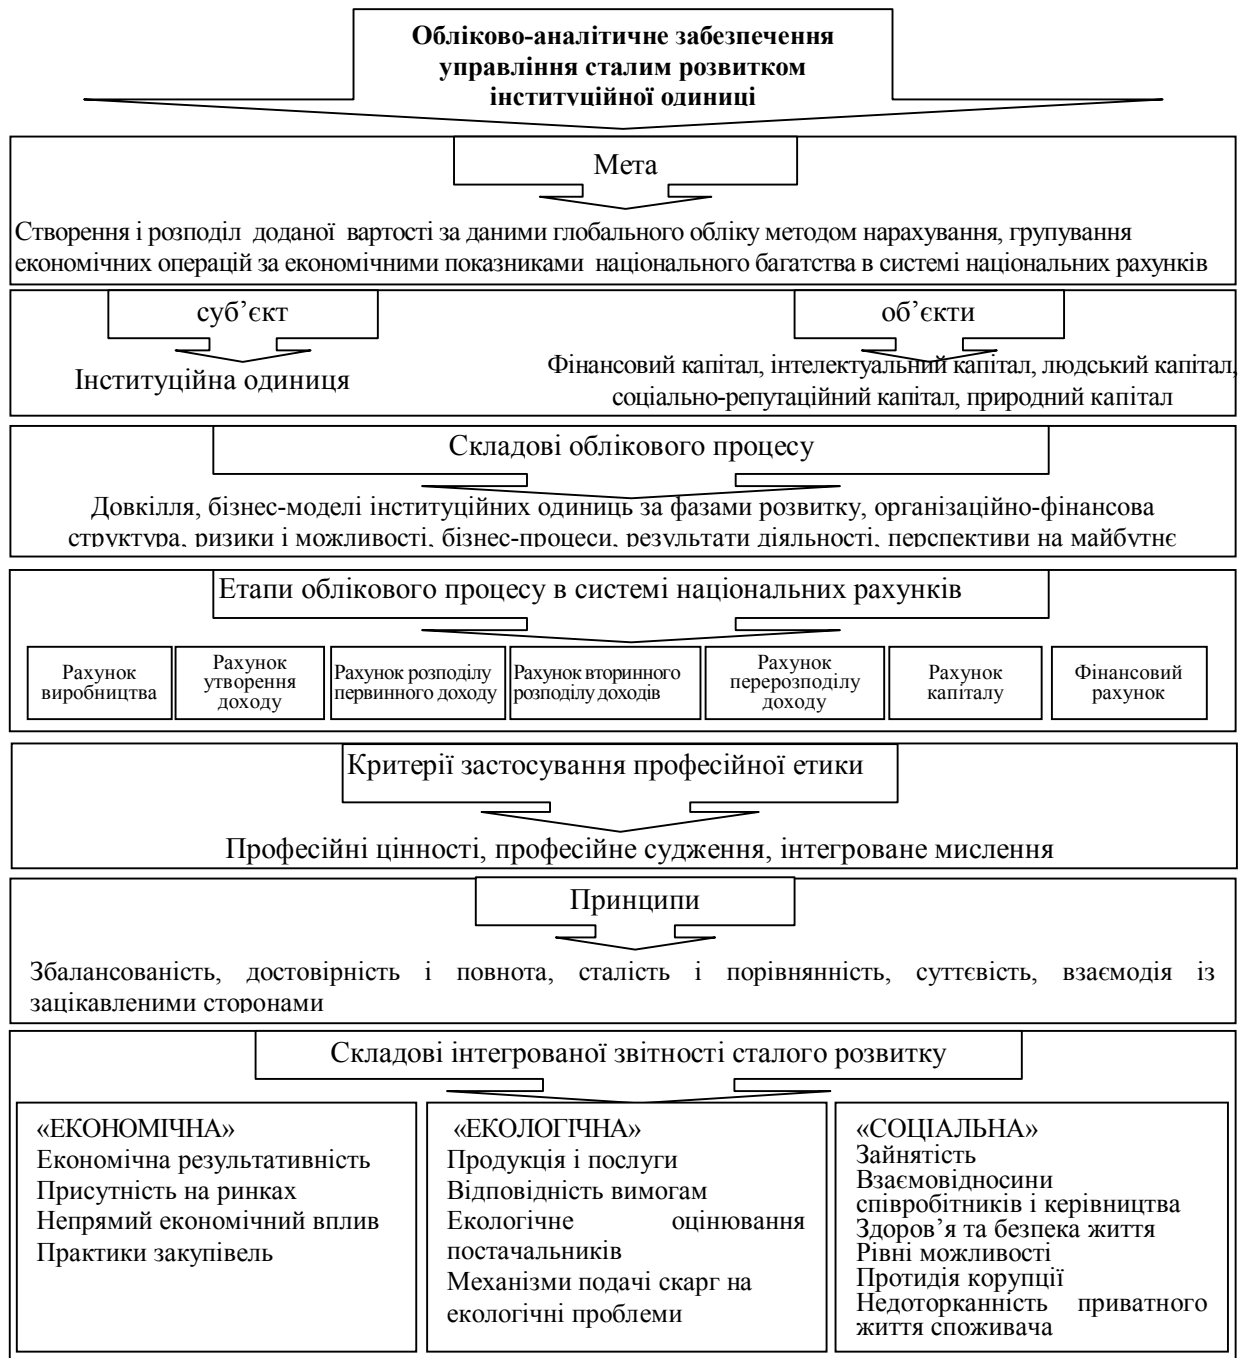 Обліково-аналітичне забезпечення
управління сталим розвитком
інституційної одиниці
Мета
Створення і розподіл доданої вартості за даними глобального обліку методом нарахування, групування
економічних операцій за економічними показниками національного багатства в системі національних рахунків
суб’єкт
Інституційна одиниця
об’єкти
Фінансовий капітал, інтелектуальний капітал, людський капітал,
соціально-репутаційний капітал, природний капітал
Складові облікового процесу
Довкілля, бізнес-моделі інституційних одиниць за фазами розвитку, організаційно-фінансова
структура, ризики і можливості, бізнес-процеси, результати діяльності, перспективи на майбутнє
Етапи облікового процесу в системі національних рахунків
Рахунок
виробництва
Рахунок
утворення
доходу
Рахунок розподілу
первинного доходу
Рахунок вторинного
розподілу доходів
Рахунок
перерозподілу
доходу
Рахунок
капіталу
Фінансовий
рахунок
Критерії застосування професійної етики
Професійні цінності, професійне судження, інтегроване мислення
Принципи
Збалансованість, достовірність і повнота, сталість і порівнянність, суттєвість, взаємодія із
зацікавленими сторонами
Складові інтегрованої звітності сталого розвитку
«ЕКОНОМІЧНА»
Економічна результативність
Присутність на ринках
Непрямий економічний вплив
Практики закупівель
«ЕКОЛОГІЧНА»
Продукція і послуги
Відповідність вимогам
Екологічне оцінювання
постачальників
Механізми подачі скарг на
екологічні проблеми
«СОЦІАЛЬНА»
Зайнятість
Взаємовідносини
співробітників і керівництва
Здоров’я та безпека життя
Рівні можливості
Протидія корупції
Недоторканність приватного
життя споживача